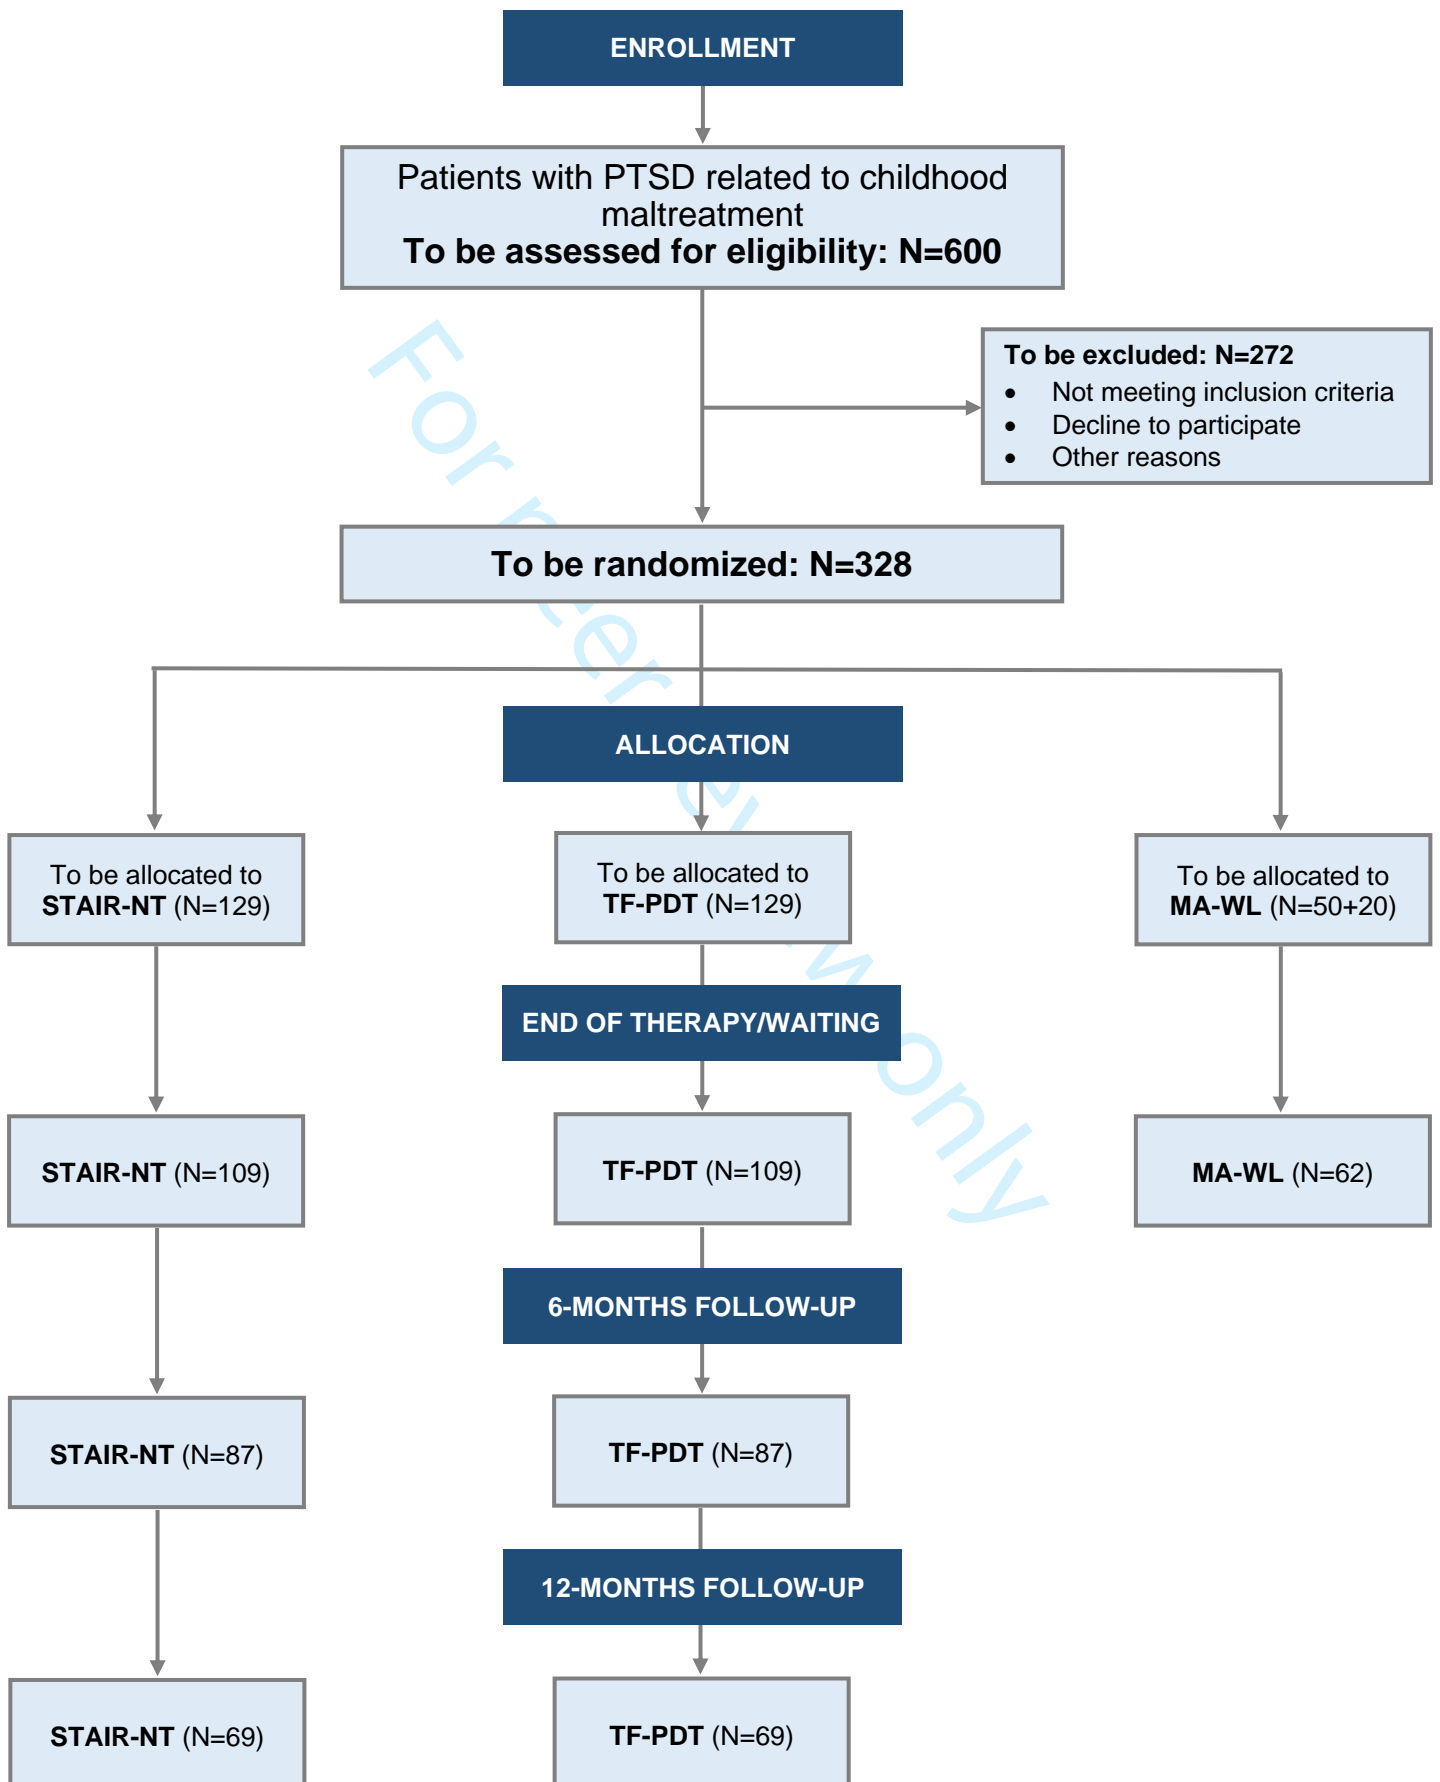 ENROLLMENT
Patients with PTSD related to childhood
maltreatment
To be assessed for eligibility: N=600
To be excluded: N=272
• Not meeting inclusion criteria
• Decline to participate
• Other reasons
To be randomized: N=328
ALLOCATION
To be allocated to
STAIR-NT (N=129)
To be allocated to
TF-PDT (N=129)
To be allocated to
MA-WL (N=50+20)
END OF THERAPY/WAITING
STAIR-NT (N=109)
TF-PDT (N=109)
MA-WL (N=62)
6-MONTHS FOLLOW-UP
STAIR-NT (N=87)
TF-PDT (N=87)
12-MONTHS FOLLOW-UP
STAIR-NT (N=69)
TF-PDT (N=69)
For peer review only